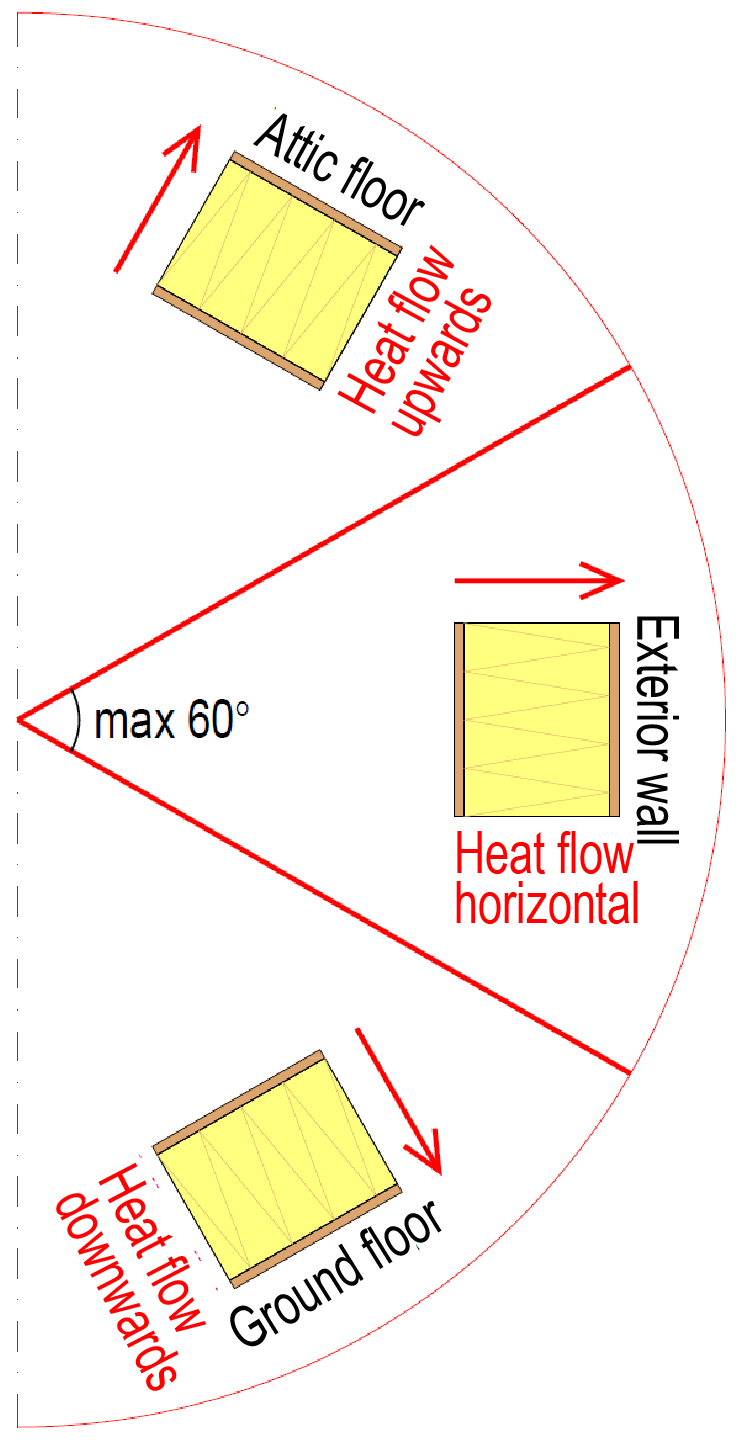 Attic floor
Heat flow
upwards
max 60°
Exterior wall
Heat flow
horizontal
Heat flow
downwards
Ground floor